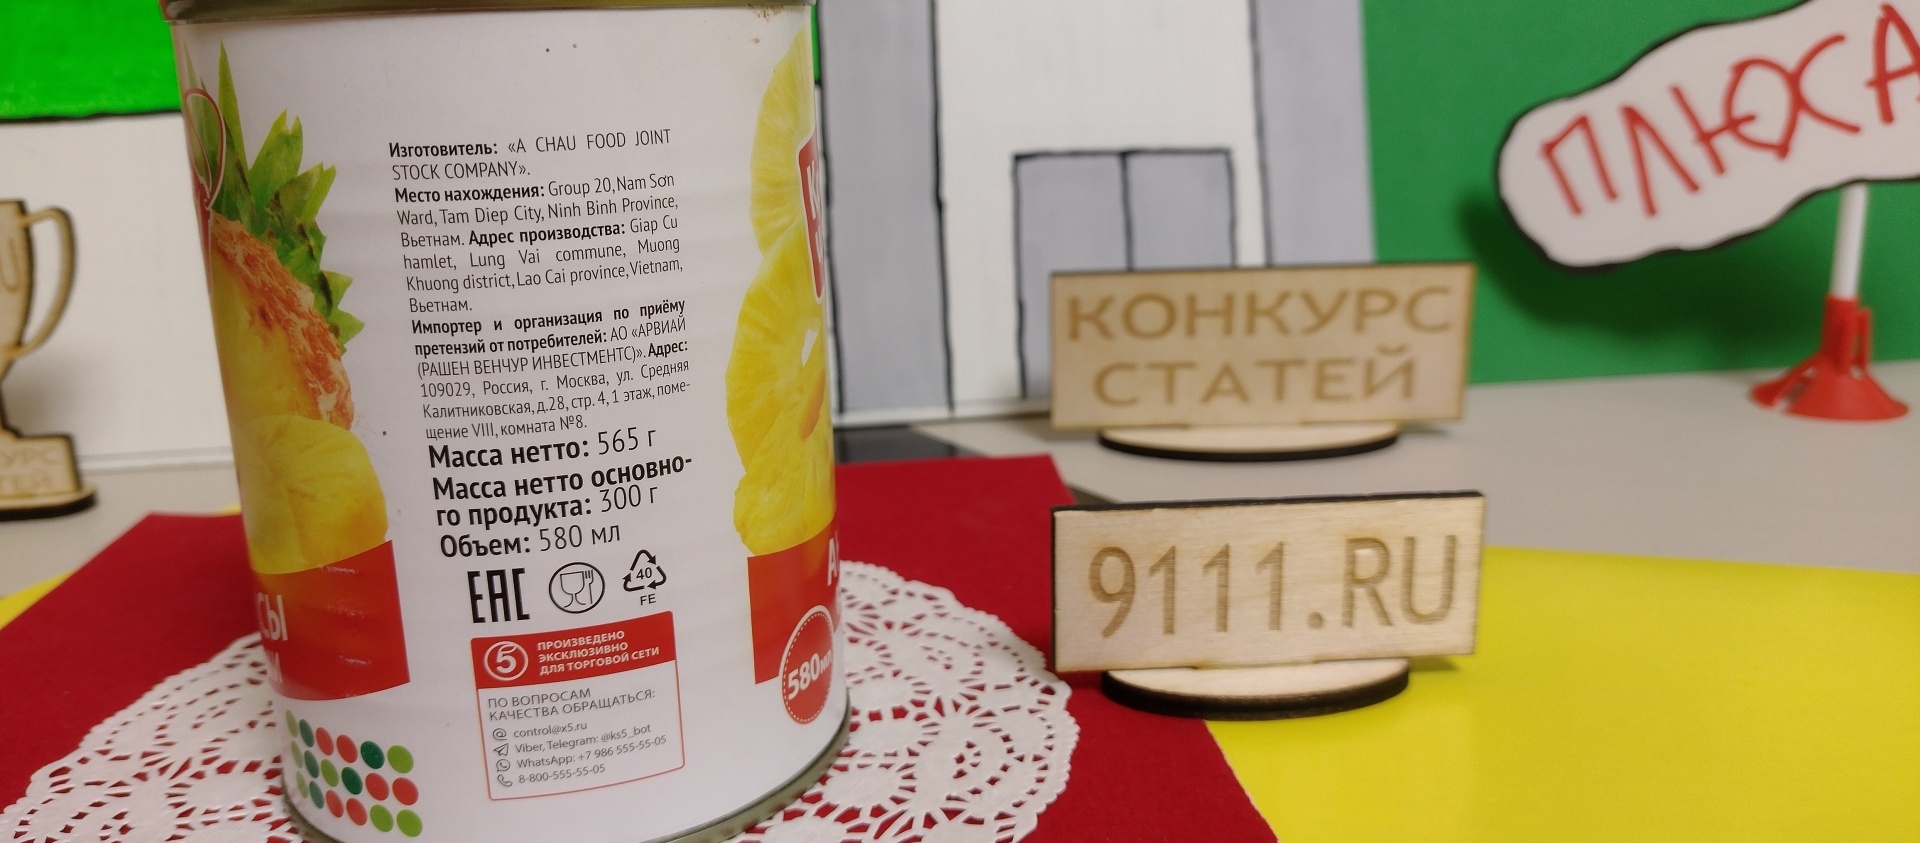 Изготовитель: «A CHAU FOOD JOINT
STOCK COMPANY».
Место нахождения: Group 20, Nam Sơn
Ward, Tam Diep City, Ninh Binh Province,
Вьетнам. Адрес производства: Giap Cu
hamlet, Lung Vai commune, Muong
Khuong district, Lao Cai province, Vietnam,
Вьетнам.
Импортер и организация по приёму
претензий от потребителей: АО «АРВИАЙ
(РАШЕН ВЕНЧУР ИНВЕСТМЕНТС)». Адрес:
109029, Россия, г. Москва, ул. Средняя
Калитниковская, д.28, стр. 4, 1 этаж, поме-
щение VIII, комната №8.
Масса нетто: 565 г
Масса нетто основно-
го продукта: 300 г
Объем: 580 мл
EAC
40
FE
5 ПРОИЗВЕДЕНО
ЭКСКЛЮЗИВНО
ДЛЯ ТОРГОВОЙ СЕТИ
ПО ВОПРОСАМ
КАЧЕСТВА ОБРАЩАТЬСЯ:
@ control@x5.ru
Viber, Telegram: @ks5_bot
WhatsApp: +7 986 555-55-05
8-800-555-55-05
580мл
КОНКУРС
СТАТЕЙ
9111.RU
ПЛЮСА